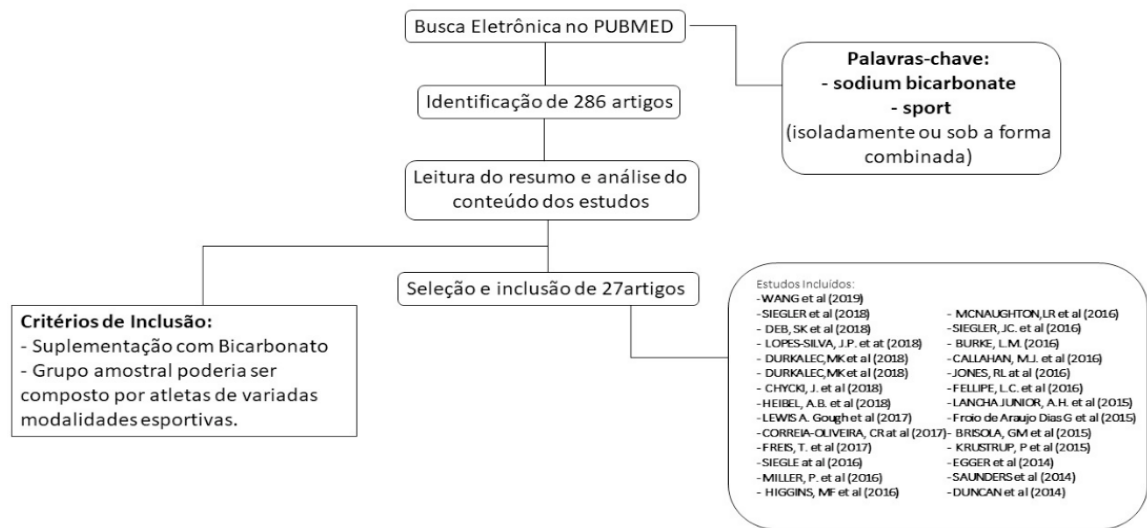 Busca Eletrônica no PUBMED
Palavras-chave:
- sodium bicarbonate
- sport
(isoladamente ou sob a forma
combinada)
Identificação de 286 artigos
Leitura do resumo e análise do
conteúdo dos estudos
Seleção e inclusão de 27artigos
Critérios de Inclusão:
- Suplementação com Bicarbonato
- Grupo amostral poderia ser
composto por atletas de variadas
modalidades esportivas.
Estudos Incluídos:
-WANG et al (2019)
-SIEGLER et al (2018)
- DEB, SK et al (2018)
- LOPES-SILVA, J.P. et at (2018)
- DURKALEC,MK et al (2018)
- DURKALEC,MK et al (2018)
- CHYCKI, J. et al (2018)
-HEIBEL, A.B. et al (2018)
-LEWIS A. Gough et al (2017)
-CORREIA-OLIVEIRA, CR at al (2017)
-FREIS, T. et al (2017)
-SIEGLE at al (2016)
-MILLER, P. et al (2016)
- HIGGINS, MF et al (2016)
- MCNAUGHTON,LR et al (2016)
-SIEGLER, JC. et al (2016)
- BURKE, L.M. (2016)
- CALLAHAN, M.J. et al (2016)
-JONES, RL at al (2016)
- FELLIPE, L.C. et al (2016)
-LANCHA JUNIOR, A.H. et al (2015)
-Froio de Araujo Dias G et al (2015)
- BRISOLA, GM et al (2015)
- KRUSTRUP, P et al (2015)
- EGGER et al (2014)
-SAUNDERS et al (2014)
-DUNCAN et al (2014)